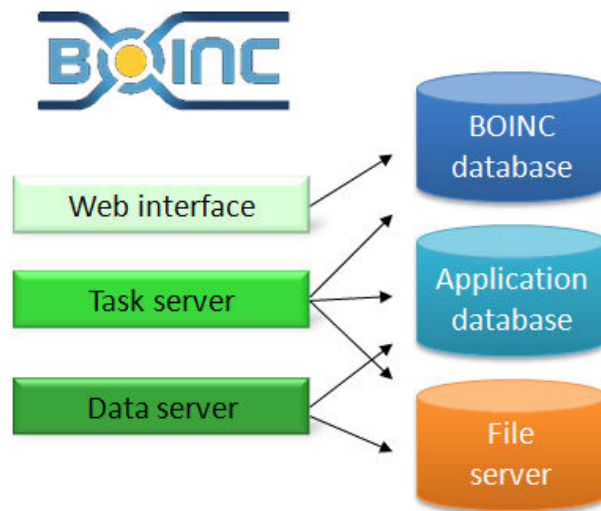 BOINC
BOINC
database
Web interface
Task server
Application
database
Data server
File
server